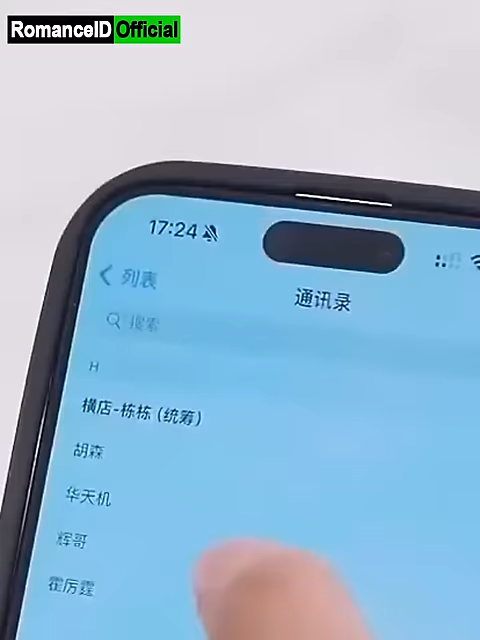 RomanceID Official
17:24
列表
通讯录
搜索
H
横店-栋栋 (统筹)
胡森
华天机
辉哥
霍厉霆